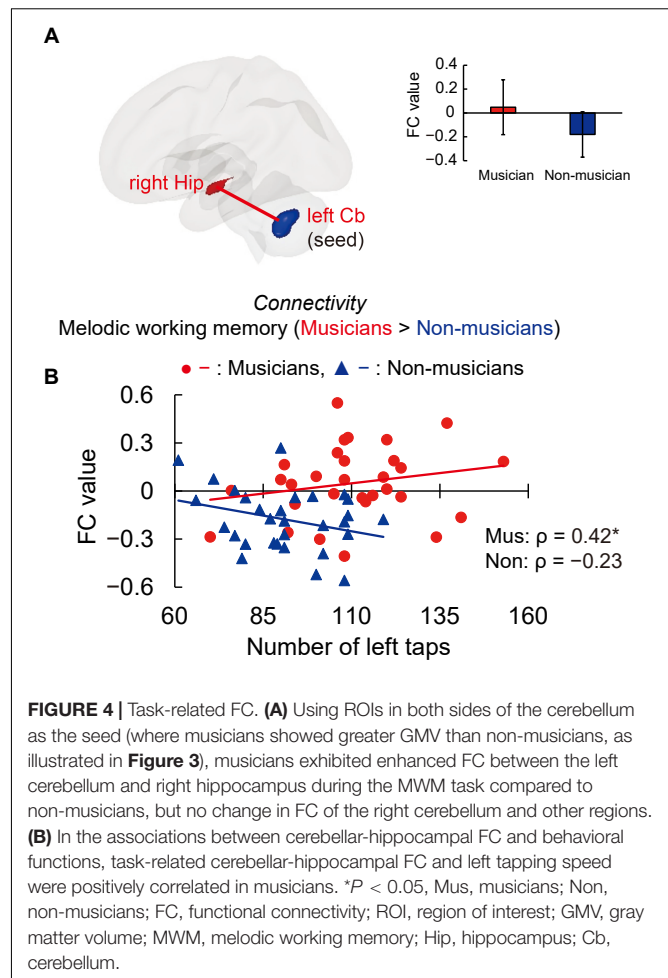 A
FC value
0.4
0.2
0
−0.2
−0.4
Musician
Non-musician
right Hip
left Cb
(seed)
Connectivity
Melodic working memory (Musicians > Non-musicians)
B
● − : Musicians, ▲ − : Non-musicians
FC value
0.6
0.3
0
−0.3
−0.6
Mus: ρ = 0.42*
Non: ρ = −0.23
60 85 110 135 160
Number of left taps
FIGURE 4 | Task-related FC. (A) Using ROIs in both sides of the cerebellum
as the seed (where musicians showed greater GMV than non-musicians, as
illustrated in Figure 3), musicians exhibited enhanced FC between the left
cerebellum and right hippocampus during the MWM task compared to
non-musicians, but no change in FC of the right cerebellum and other regions.
(B) In the associations between cerebellar-hippocampal FC and behavioral
functions, task-related cerebellar-hippocampal FC and left tapping speed
were positively correlated in musicians. *P < 0.05, Mus, musicians; Non,
non-musicians; FC, functional connectivity; ROI, region of interest; GMV, gray
matter volume; MWM, melodic working memory; Hip, hippocampus; Cb,
cerebellum.